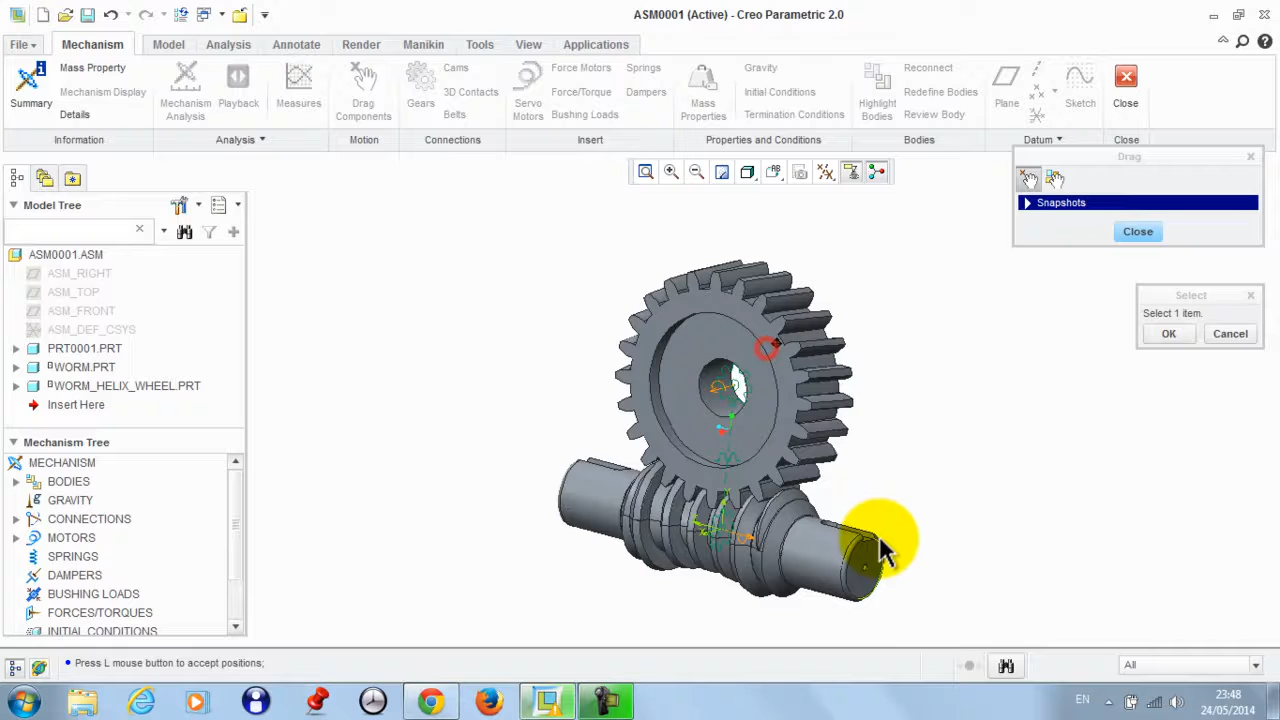 ASM0001 (Active) - Creo Parametric 2.0
File
Mechanism
Model
Analysis
Annotate
Render
Manikin
Tools
View
Applications
Summary
Mass Property
Mechanism Display
Details
Information
Mechanism Analysis
Playback
Measures
Analysis
Drag Components
Motion
Gears
Cams
3D Contacts
Belts
Connections
Servo Motors
Force Motors
Force/Torque
Bushing Loads
Springs
Dampers
Insert
Mass Properties
Gravity
Initial Conditions
Termination Conditions
Properties and Conditions
Highlight Bodies
Reconnect
Redefine Bodies
Review Body
Bodies
Plane
Sketch
Datum
Close
Close
Drag
Snapshots
Close
Select
Select 1 item.
OK
Cancel
Model Tree
ASM0001.ASM
ASM_RIGHT
ASM_TOP
ASM_FRONT
ASM_DEF_CSYS
PRT0001.PRT
WORM.PRT
WORM_HELIX_WHEEL.PRT
Insert Here
Mechanism Tree
MECHANISM
BODIES
GRAVITY
CONNECTIONS
MOTORS
SPRINGS
DAMPERS
BUSHING LOADS
FORCES/TORQUES
INITIAL CONDITIONS
Press L mouse button to accept positions;
All
EN
23:48
24/05/2014